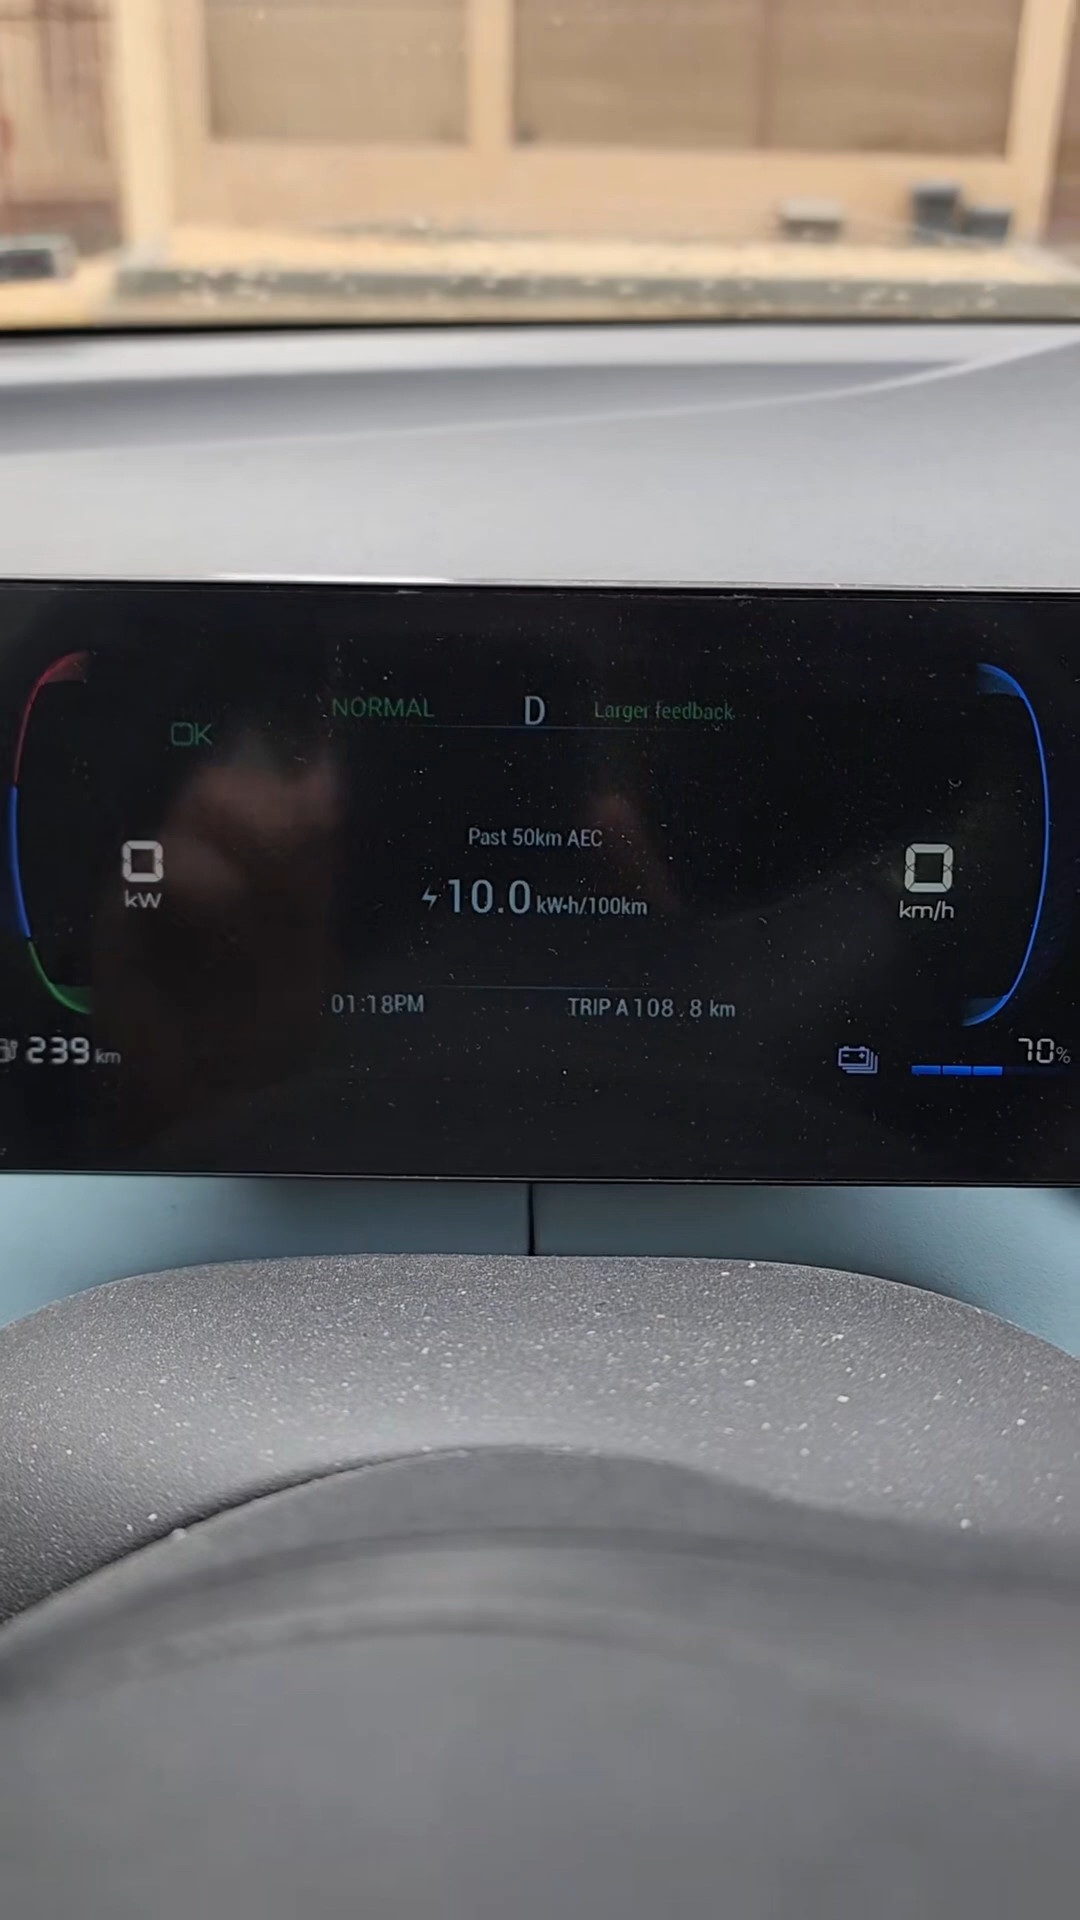 NORMAL D Larger feedback
OK
Past 50km AEC
0 kW
10.0 kW·h/100km
0 km/h
01:18PM TRIP A 108.8 km
239 km
70%